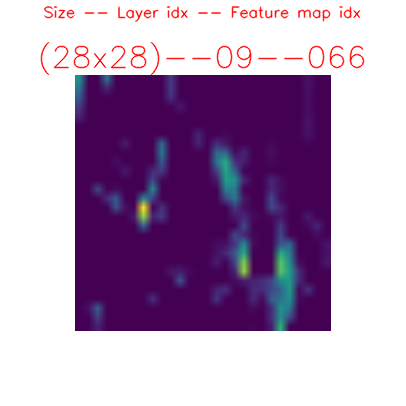 Size -- Layer idx -- Feature map idx
(28x28)--09--066